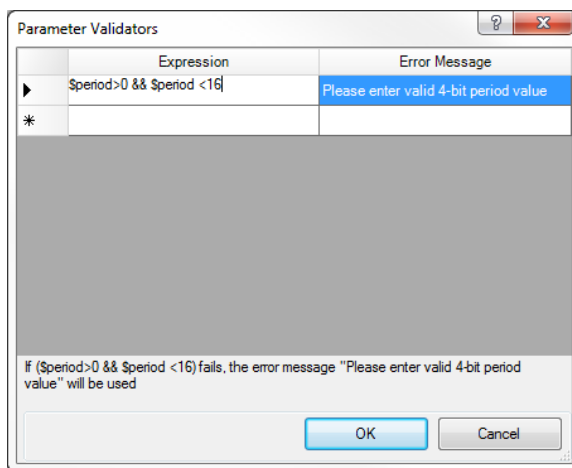 Parameter Validators
Expression Error Message
$period>0 && $period <16 Please enter valid 4-bit period value
If ($period>0 && $period <16) fails, the error message "Please enter valid 4-bit period
value" will be used
OK Cancel